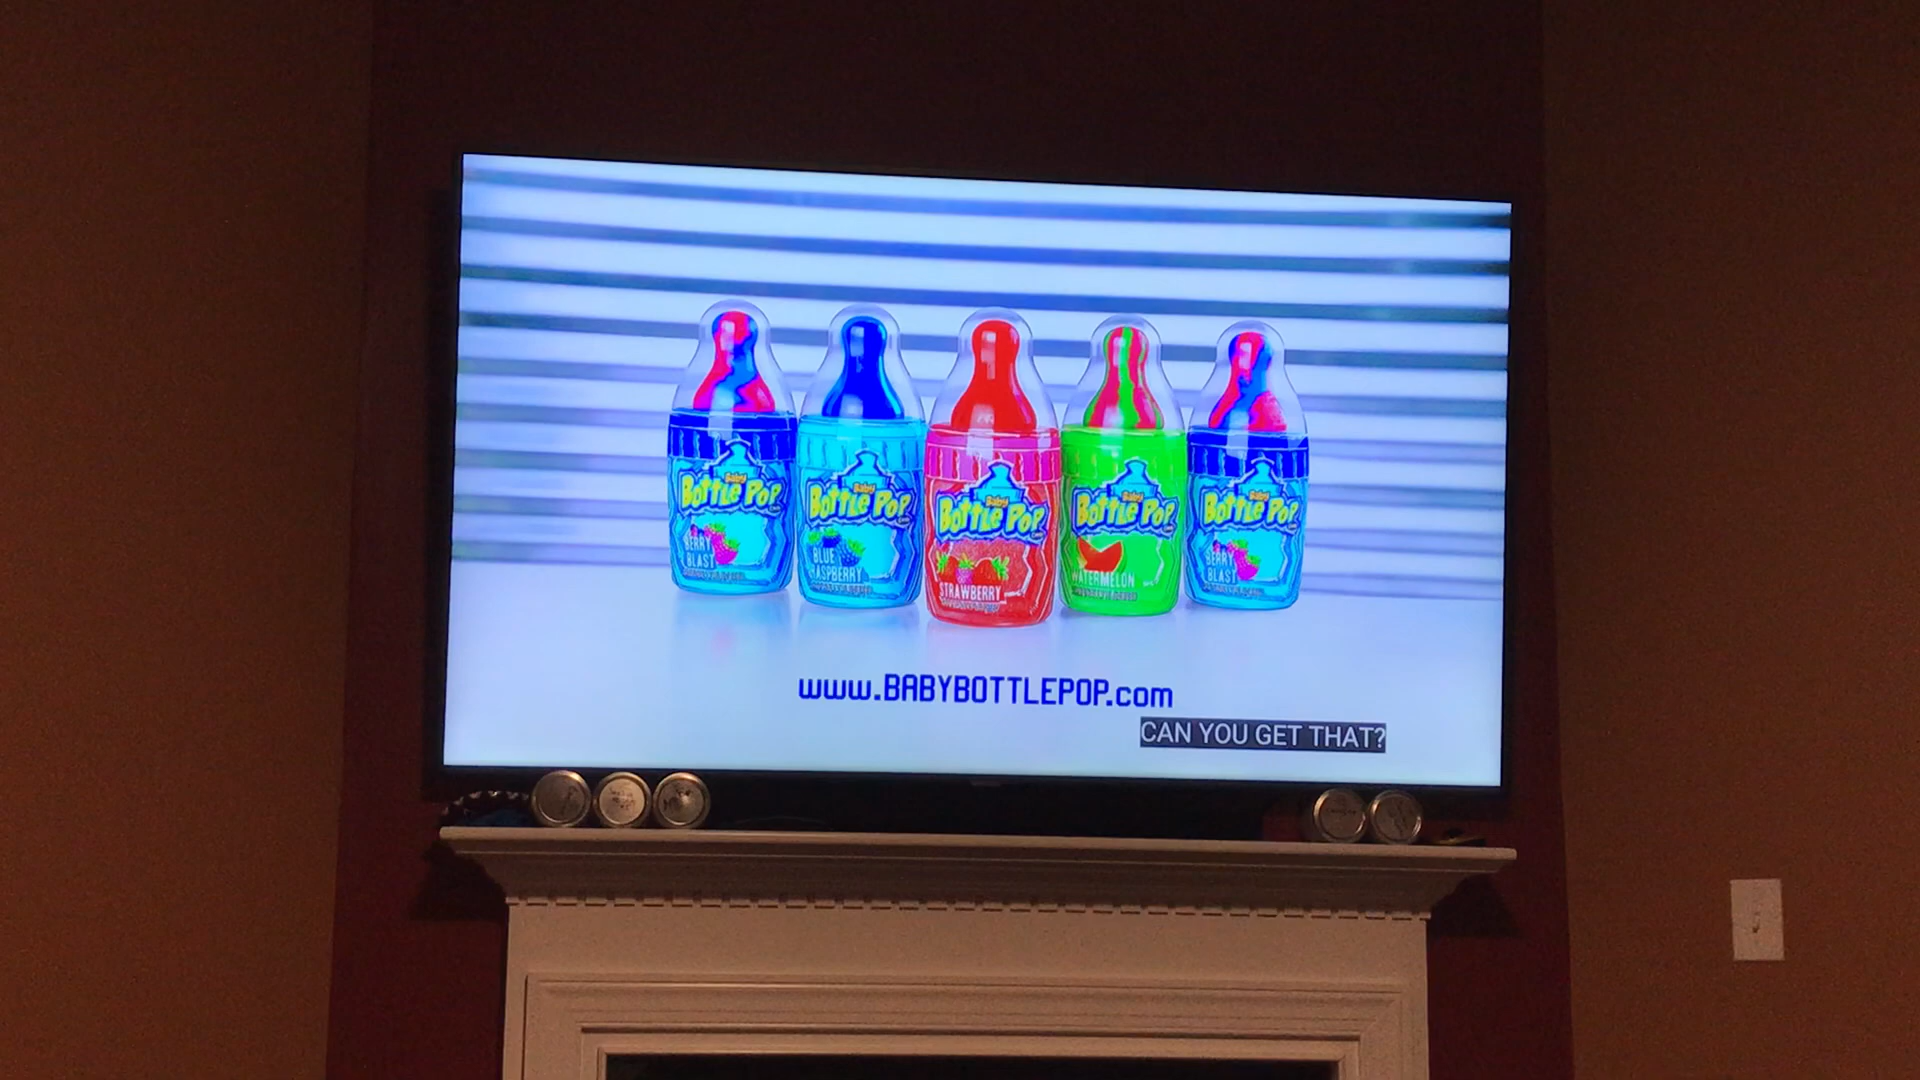 Baby
Bottle Pop
BERRY
BLAST
Baby
Bottle Pop
BLUE
RASPBERRY
Baby
Bottle Pop
STRAWBERRY
Baby
Bottle Pop
WATERMELON
Baby
Bottle Pop
BERRY
BLAST
www.BABYBOTTLEPOP.com
CAN YOU GET THAT?